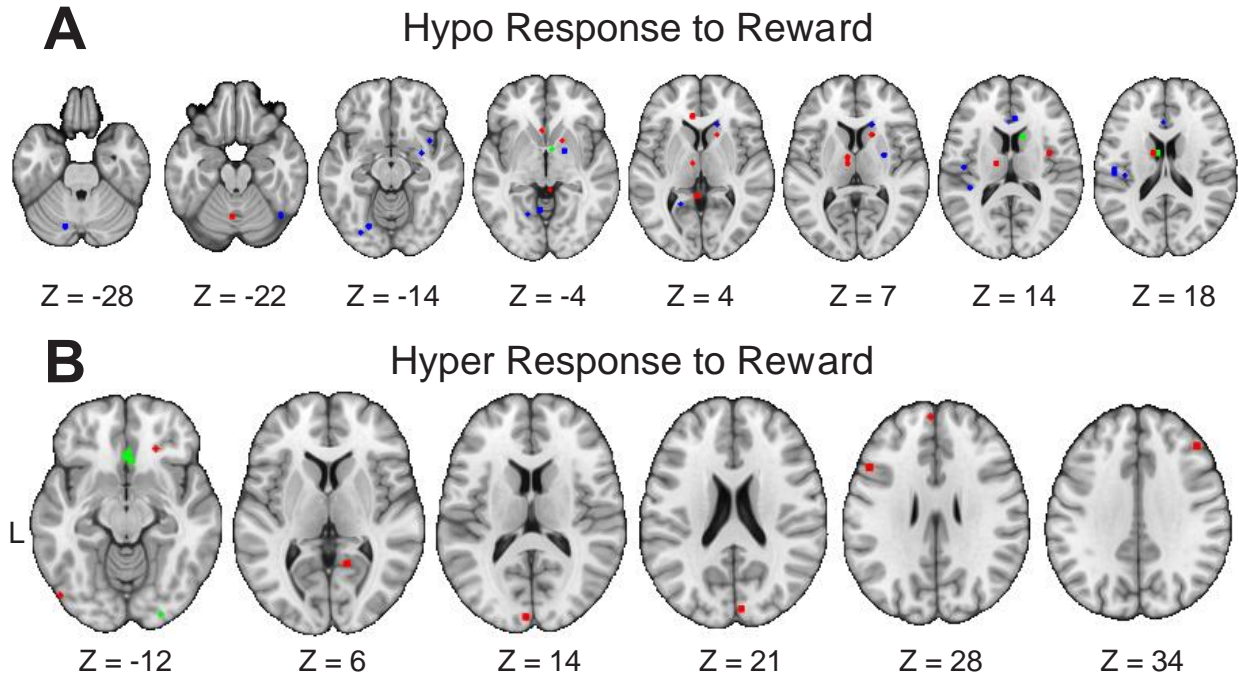 A
Hypo Response to Reward
Z = -28 Z = -22 Z = -14 Z = -4 Z = 4 Z = 7 Z = 14 Z = 18
B
Hyper Response to Reward
L
Z = -12 Z = 6 Z = 14 Z = 21 Z = 28 Z = 34